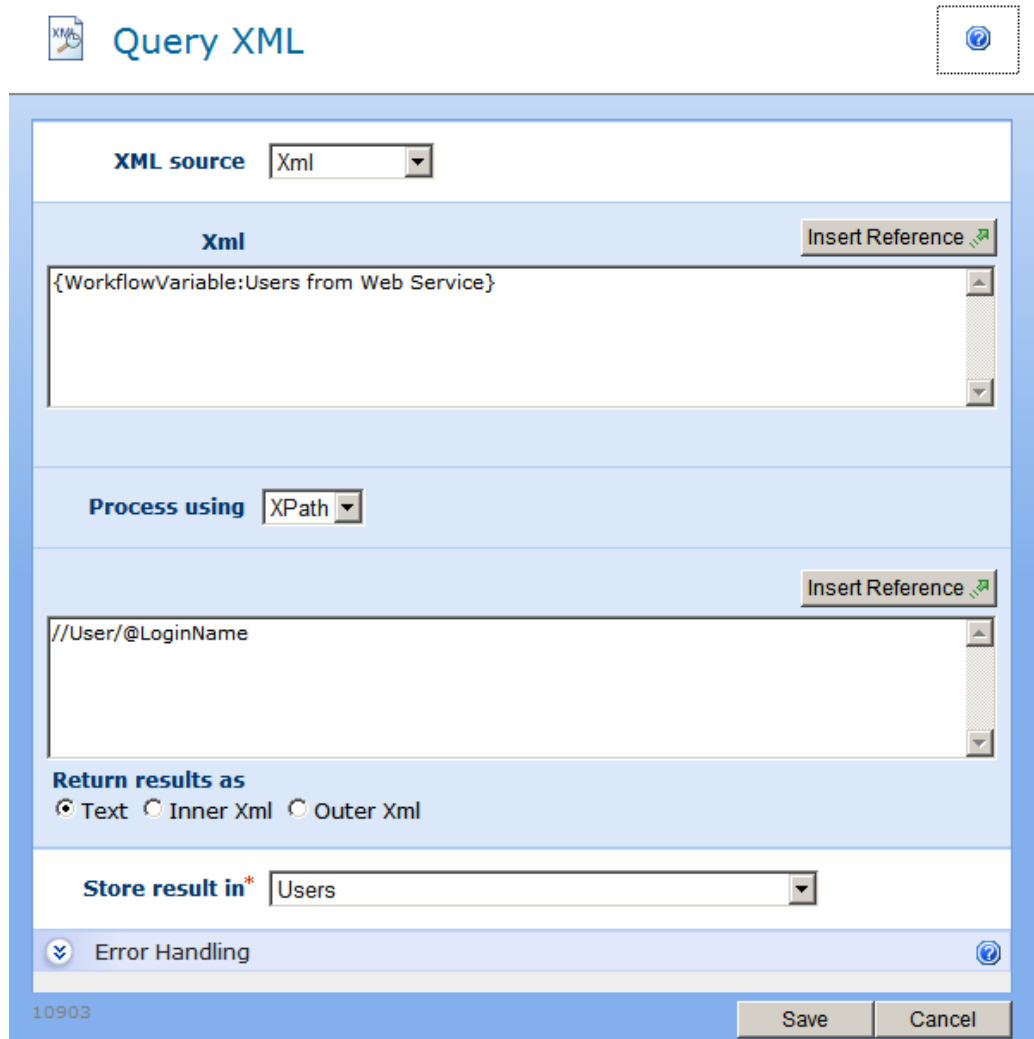 Query XML
XML source Xml
Xml Insert Reference
{WorkflowVariable:Users from Web Service}
Process using XPath
Insert Reference
//User/@LoginName
Return results as
Text Inner Xml Outer Xml
Store result in* Users
Error Handling
10903 Save Cancel